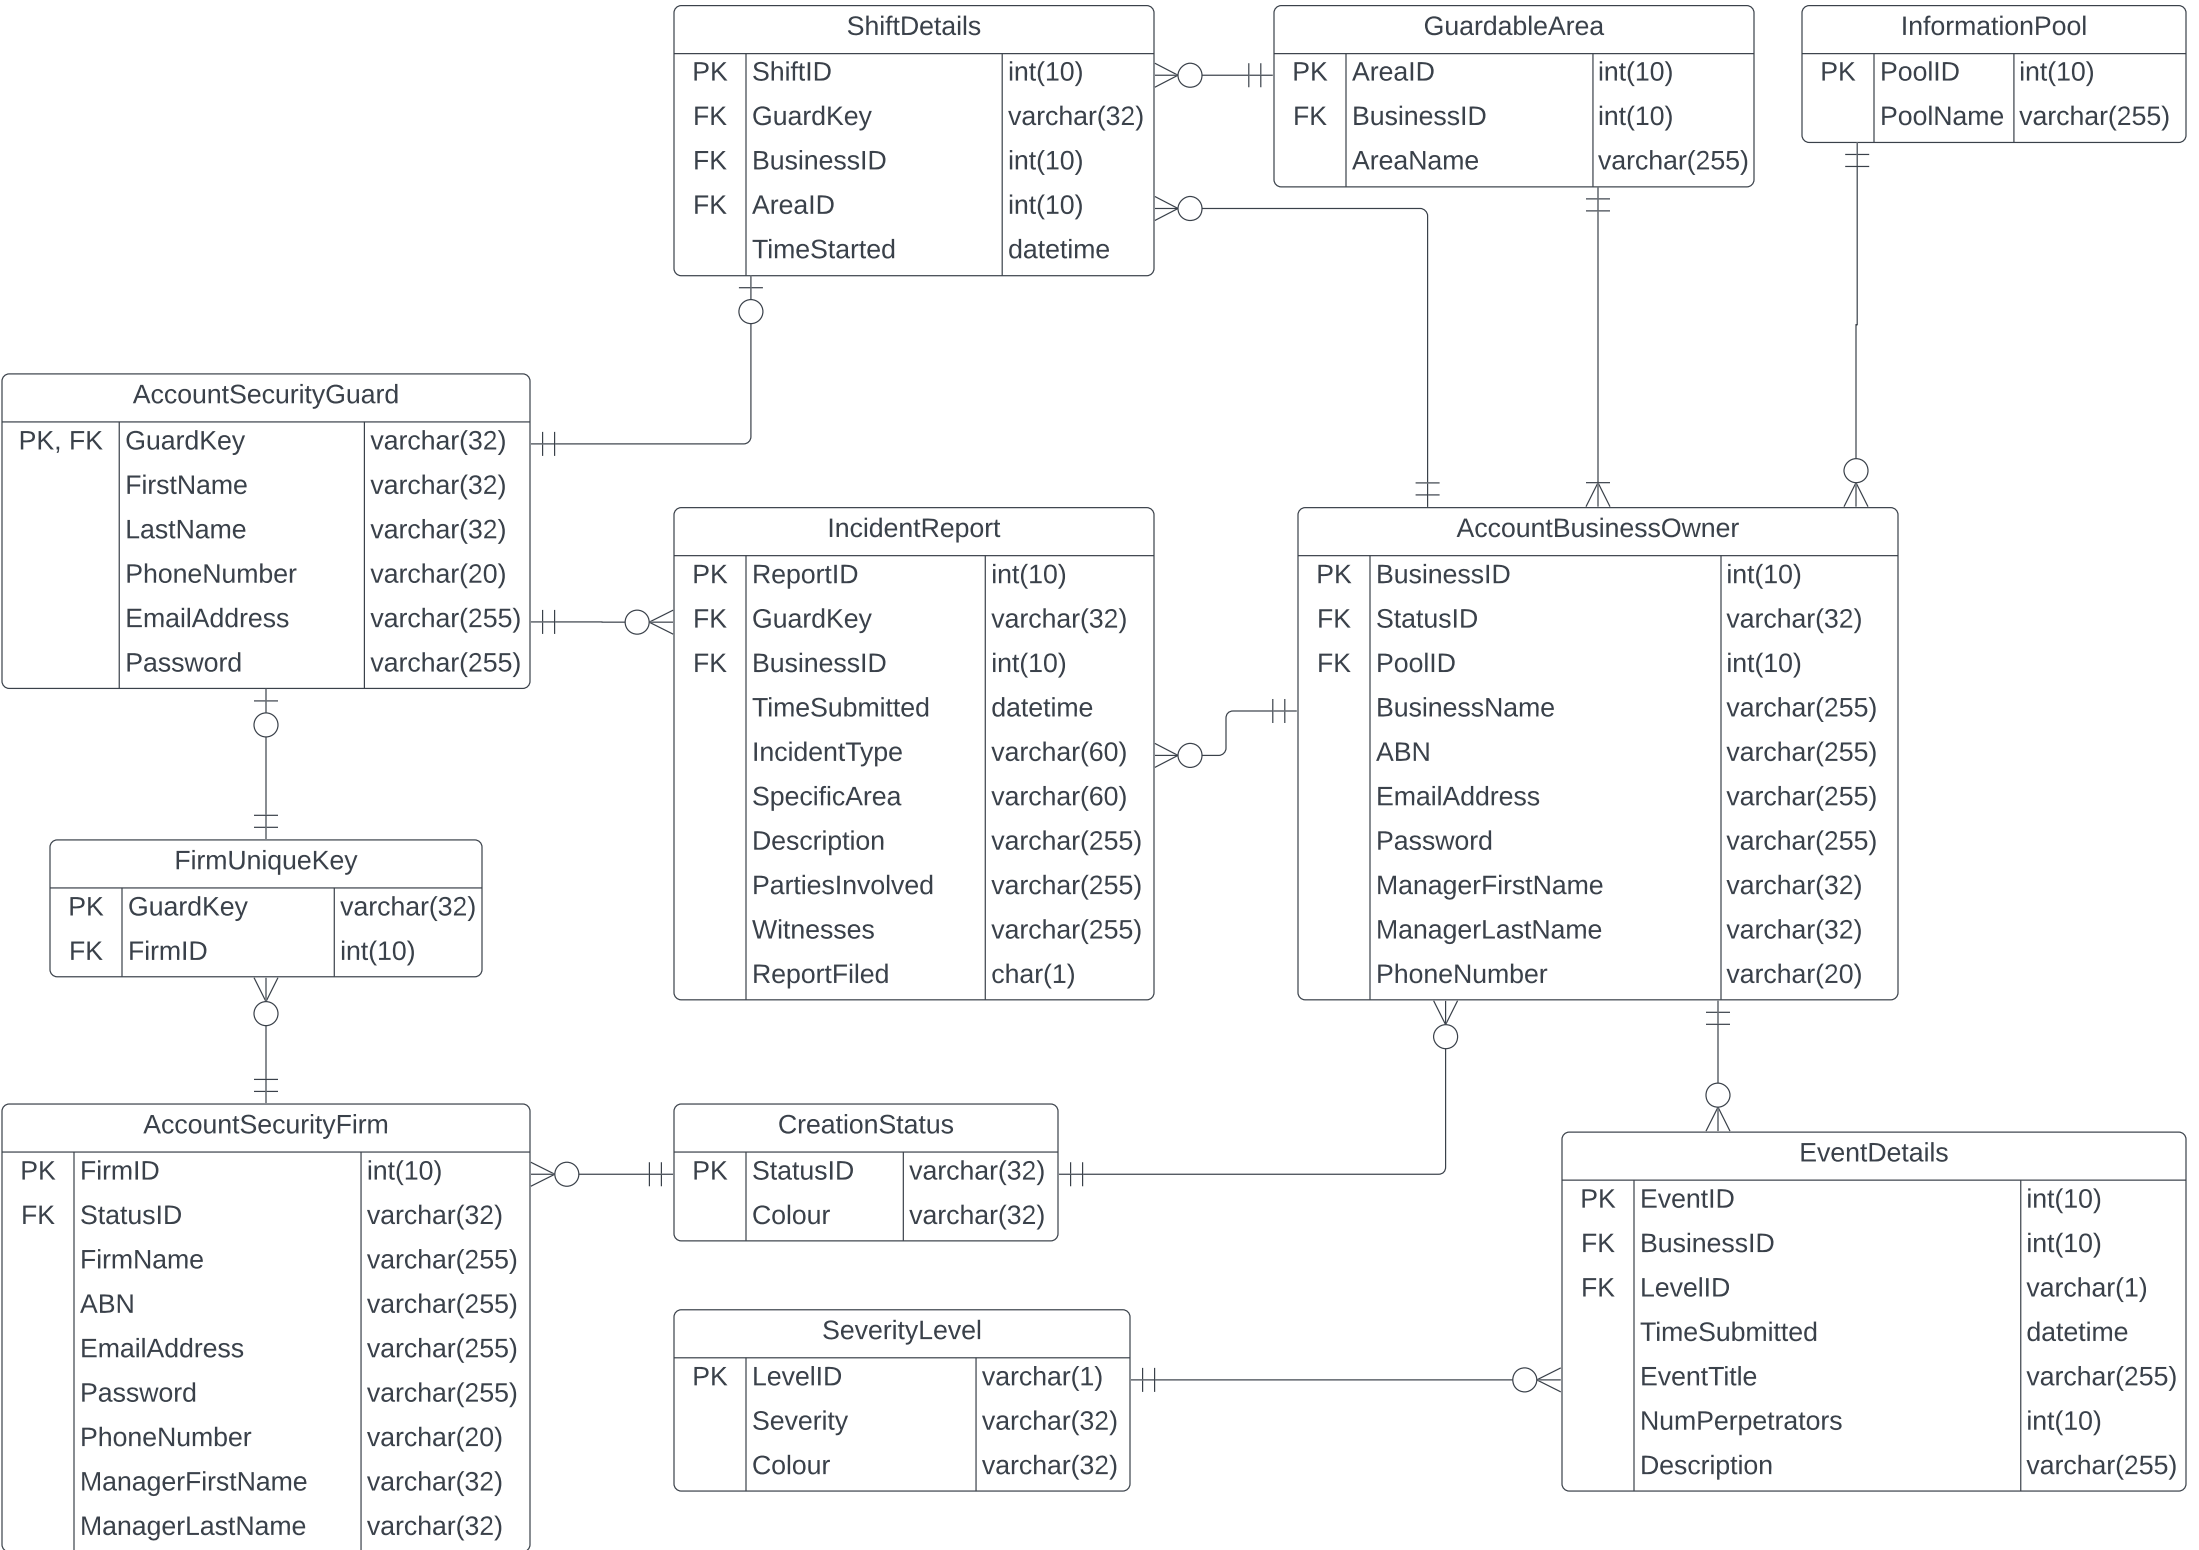 ShiftDetails
PK ShiftID int(10)
FK GuardKey varchar(32)
FK BusinessID int(10)
FK AreaID int(10)
TimeStarted datetime
GuardableArea
PK AreaID int(10)
FK BusinessID int(10)
AreaName varchar(255)
InformationPool
PK PoolID int(10)
PoolName varchar(255)
AccountSecurityGuard
PK, FK GuardKey varchar(32)
FirstName varchar(32)
LastName varchar(32)
PhoneNumber varchar(20)
EmailAddress varchar(255)
Password varchar(255)
IncidentReport
PK ReportID int(10)
FK GuardKey varchar(32)
FK BusinessID int(10)
TimeSubmitted datetime
IncidentType varchar(60)
SpecificArea varchar(60)
Description varchar(255)
PartiesInvolved varchar(255)
Witnesses varchar(255)
ReportFiled char(1)
AccountBusinessOwner
PK BusinessID int(10)
FK StatusID varchar(32)
FK PoolID int(10)
BusinessName varchar(255)
ABN varchar(255)
EmailAddress varchar(255)
Password varchar(255)
ManagerFirstName varchar(32)
ManagerLastName varchar(32)
PhoneNumber varchar(20)
FirmUniqueKey
PK GuardKey varchar(32)
FK FirmID int(10)
AccountSecurityFirm
PK FirmID int(10)
FK StatusID varchar(32)
FirmName varchar(255)
ABN varchar(255)
EmailAddress varchar(255)
Password varchar(255)
PhoneNumber varchar(20)
ManagerFirstName varchar(32)
ManagerLastName varchar(32)
CreationStatus
PK StatusID varchar(32)
Colour varchar(32)
SeverityLevel
PK LevelID varchar(1)
Severity varchar(32)
Colour varchar(32)
EventDetails
PK EventID int(10)
FK BusinessID int(10)
FK LevelID varchar(1)
TimeSubmitted datetime
EventTitle varchar(255)
NumPerpetrators int(10)
Description varchar(255)